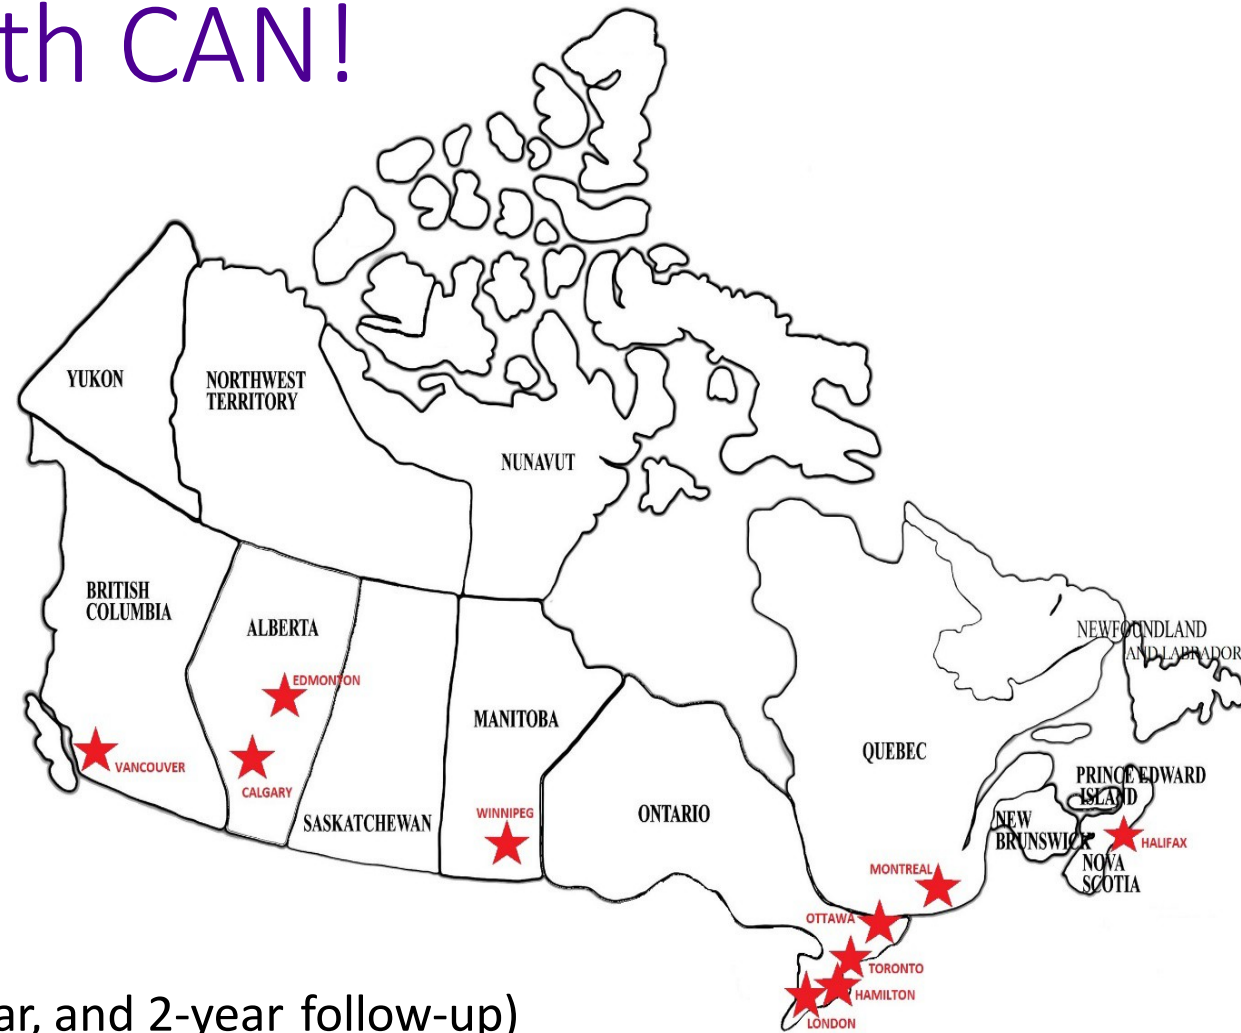 th CAN!
YUKON
NORTHWEST
TERRITORY
NUNAVUT
BRITISH
COLUMBIA
ALBERTA
NEWFOUNDLAND
AND LABRADOR
EDMONTON
MANITOBA
VANCOUVER
QUEBEC
CALGARY
PRINCE EDWARD
ISLAND
WINNIPEG
SASKATCHEWAN
ONTARIO
NEW
BRUNSWICK
HALIFAX
NOVA
SCOTIA
MONTREAL
OTTAWA
TORONTO
HAMILTON
LONDON
ar, and 2-year follow-up)